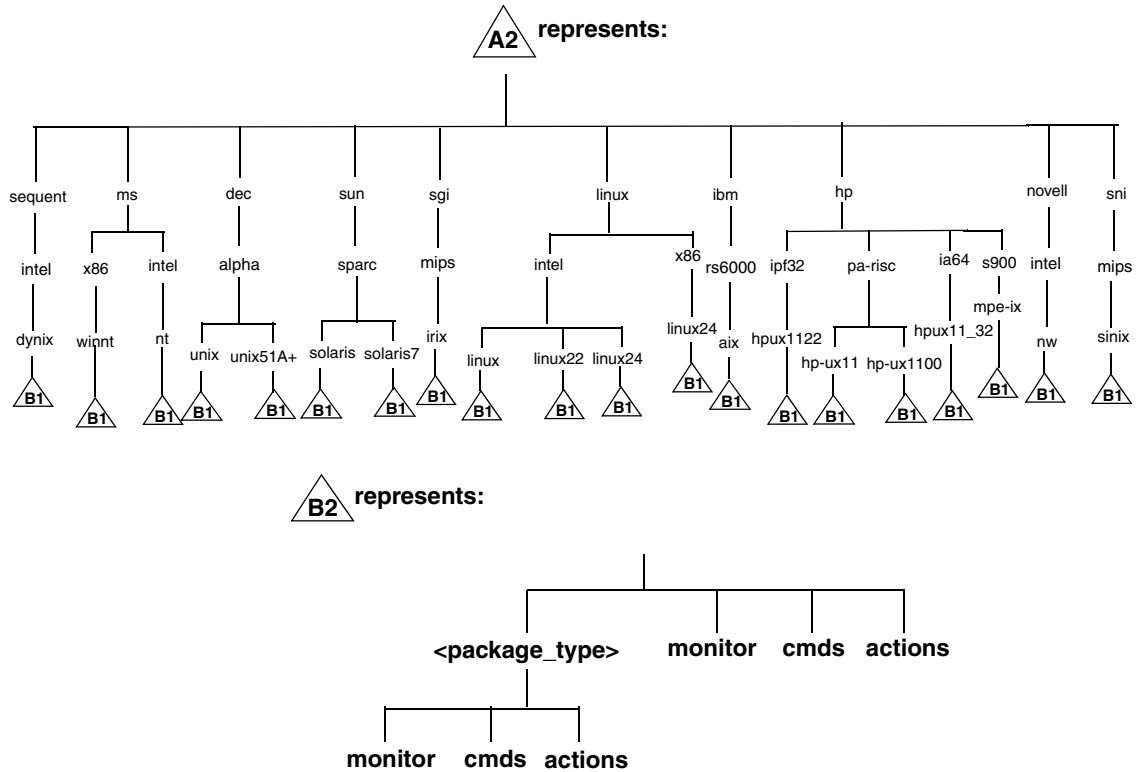 A2 represents:
sequent ms dec sun sgi linux ibm hp novell sni
intel x86 intel alpha sparc mips intel x86 rs6000 ipf32 pa-risc ia64 s900 intel mips
dynix winnt nt unix unix51A+ solaris solaris7 irix linux linux22 linux24 linux24 aix hpux1122 hp-ux11 hp-ux1100 hpux11_32 mpe-ix nw sinix
B1 B1 B1 B1 B1 B1 B1 B1 B1 B1 B1 B1 B1 B1 B1 B1 B1 B1 B1 B1
B2 represents:
<package_type> monitor cmds actions
monitor cmds actions